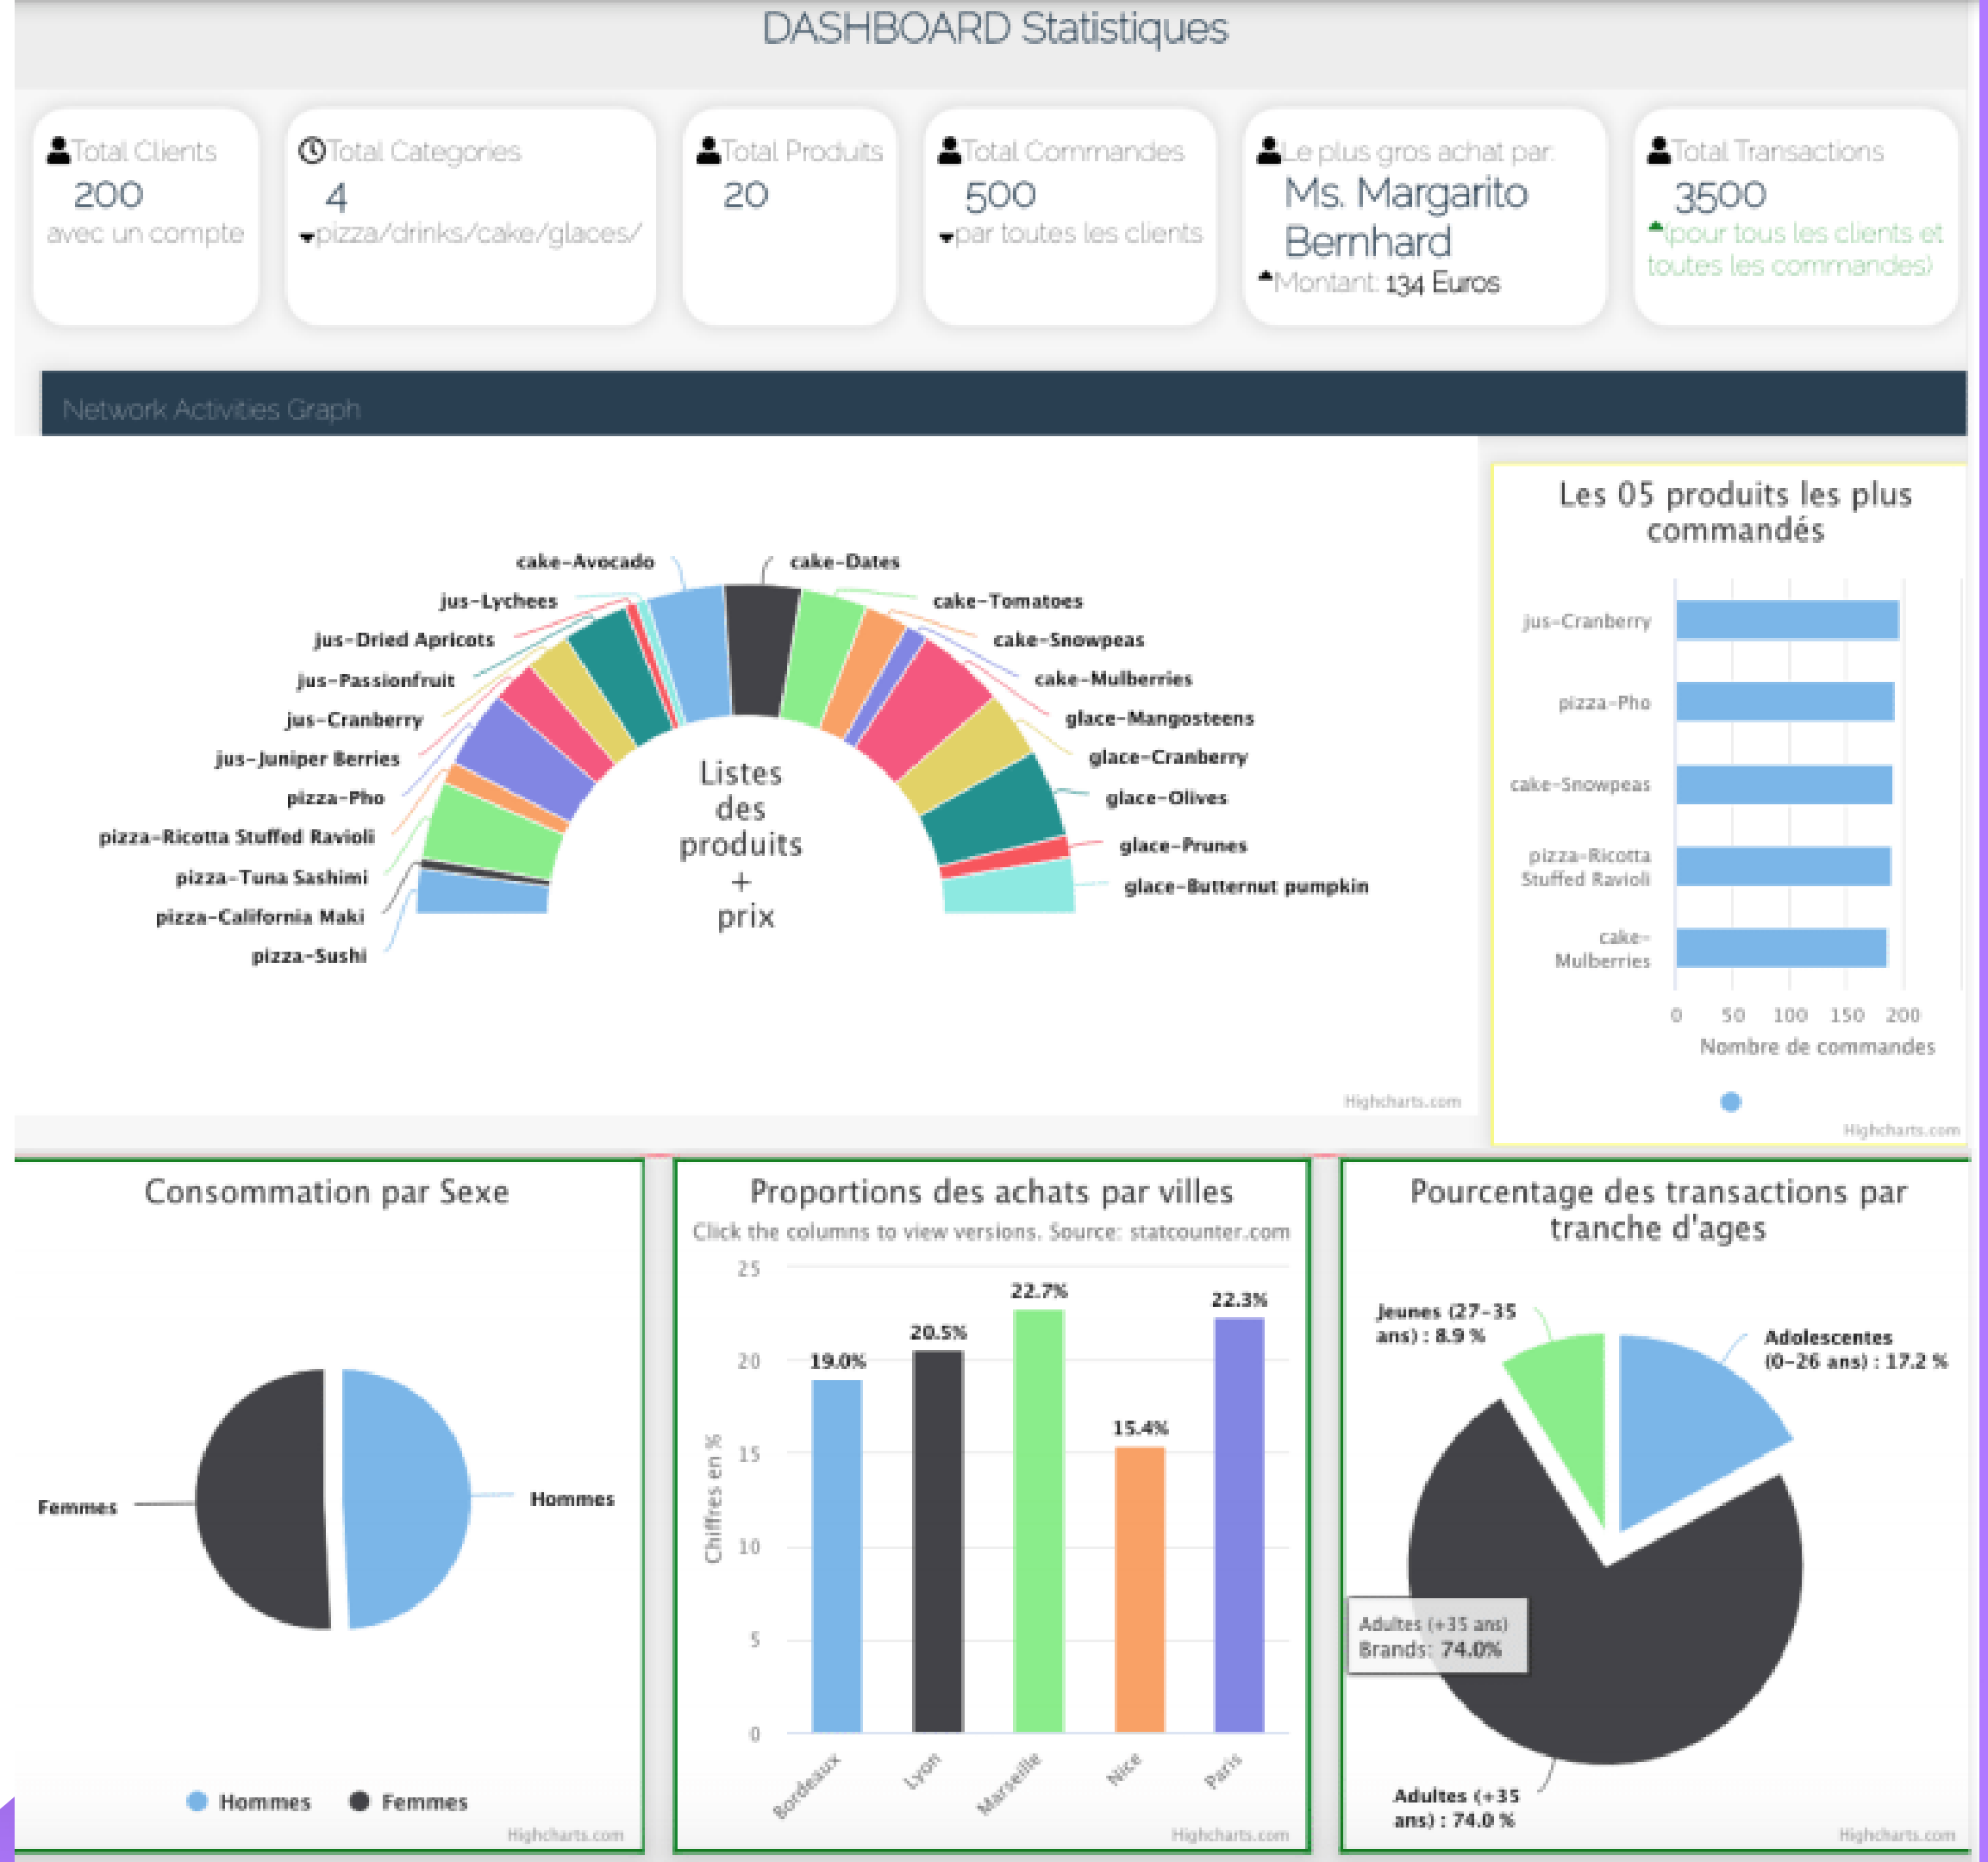 DASHBOARD Statistiques
Total Clients
200
avec un compte
Total Categories
4
pizza/drinks/cake/glaces/
Total Produits
20
Total Commandes
500
par toutes les clients
Le plus gros achat par:
Ms. Margarito
Bernhard
Montant: 134 Euros
Total Transactions
3500
(pour tous les clients et
toutes les commandes)
Network Activities Graph
cake-Avocado
cake-Dates
jus-Lychees
cake-Tomatoes
jus-Dried Apricots
cake-Snowpeas
jus-Passionfruit
cake-Mulberries
jus-Cranberry
glace-Mangosteens
jus-Juniper Berries
glace-Cranberry
pizza-Pho
glace-Olives
pizza-Ricotta Stuffed Ravioli
glace-Prunes
pizza-Tuna Sashimi
glace-Butternut pumpkin
pizza-California Maki
pizza-Sushi
Listes
des
produits
+
prix
Highcharts.com
Les 05 produits les plus
commandés
jus-Cranberry
pizza-Pho
cake-Snowpeas
pizza-Ricotta
Stuffed Ravioli
cake-
Mulberries
0 50 100 150 200
Nombre de commandes
Highcharts.com
Consommation par Sexe
Femmes
Hommes
Hommes Femmes
Highcharts.com
Proportions des achats par villes
Click the columns to view versions. Source: statcounter.com
Chiffres en %
25
20
15
10
5
0
19.0%
20.5%
22.7%
15.4%
22.3%
Bordeaux
Lyon
Marseille
Nice
Paris
Highcharts.com
Pourcentage des transactions par
tranche d'ages
Jeunes (27-35
ans) : 8.9 %
Adolescentes
(0-26 ans) : 17.2 %
Adultes (+35 ans)
Brands: 74.0%
Adultes (+35
ans) : 74.0 %
Highcharts.com